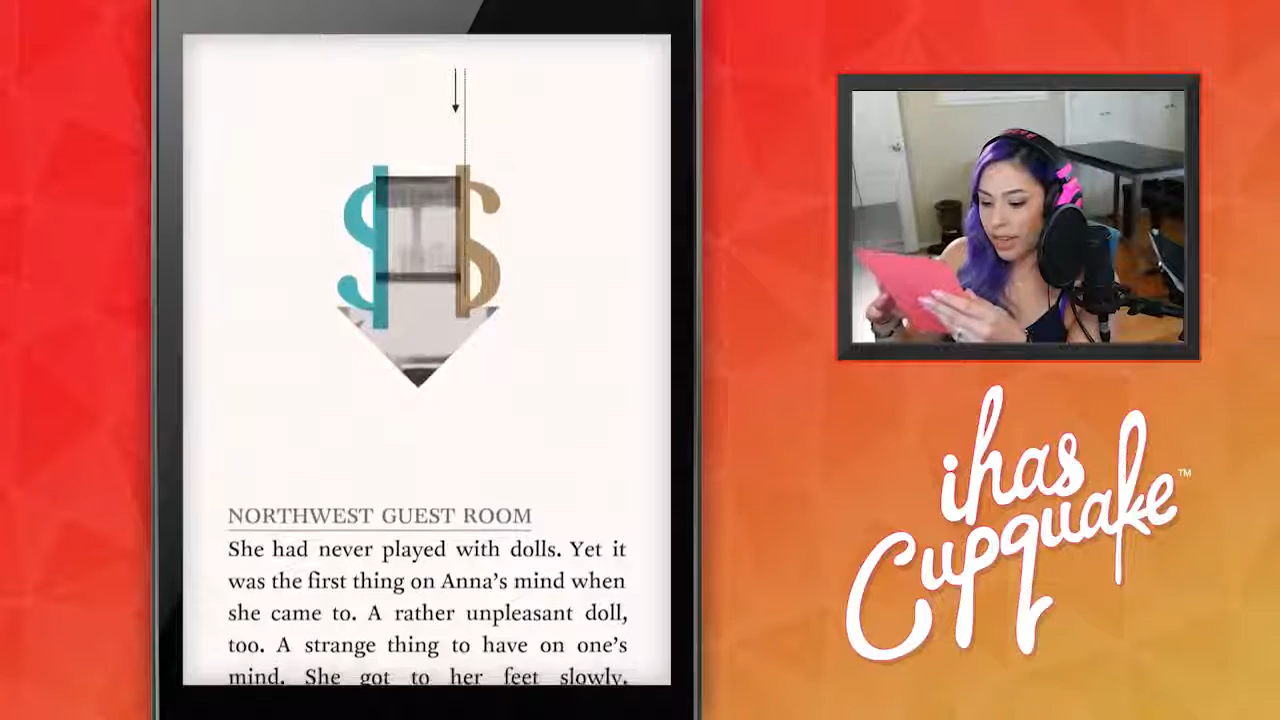 $ $
NORTHWEST GUEST ROOM
She had never played with dolls. Yet it
was the first thing on Anna’s mind when
she came to. A rather unpleasant doll,
too. A strange thing to have on one’s
mind. She got to her feet slowly.
ihas
Cupquake™